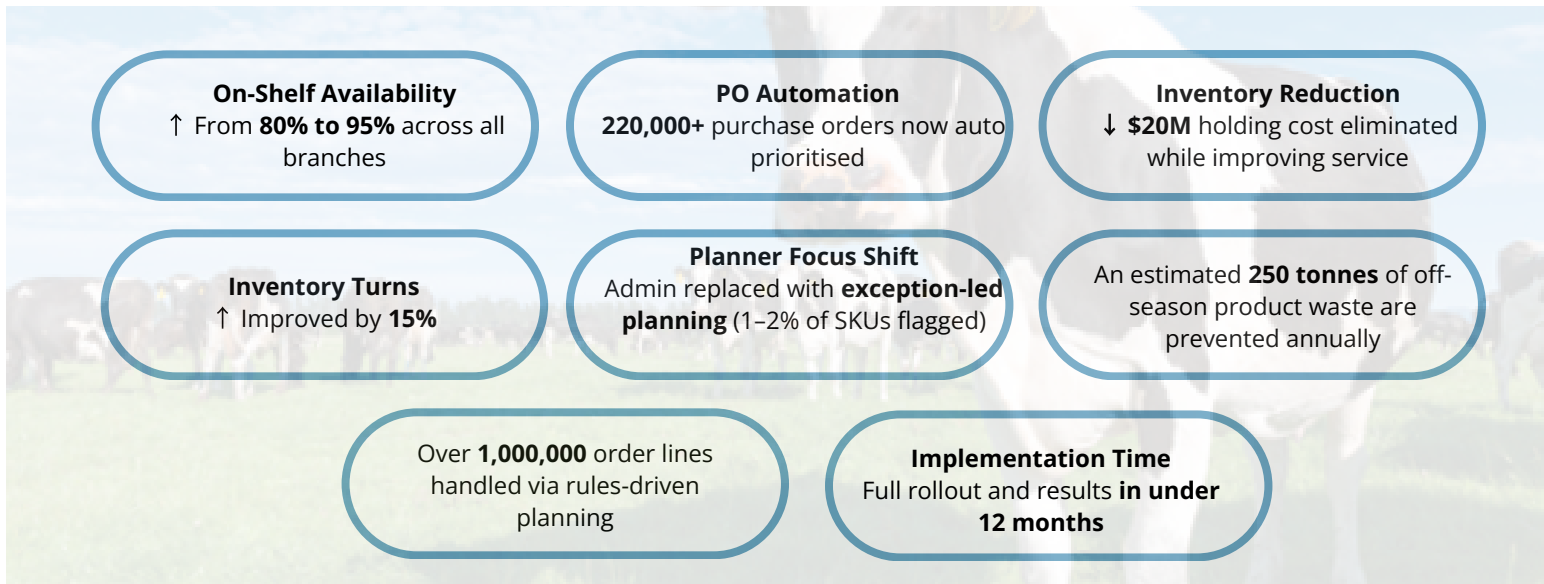 On-Shelf Availability
↑ From 80% to 95% across all
branches
PO Automation
220,000+ purchase orders now auto
prioritised
Inventory Reduction
↓ $20M holding cost eliminated
while improving service
Inventory Turns
↑ Improved by 15%
Planner Focus Shift
Admin replaced with exception-led
planning (1–2% of SKUs flagged)
An estimated 250 tonnes of off-
season product waste are
prevented annually
Over 1,000,000 order lines
handled via rules-driven
planning
Implementation Time
Full rollout and results in under
12 months